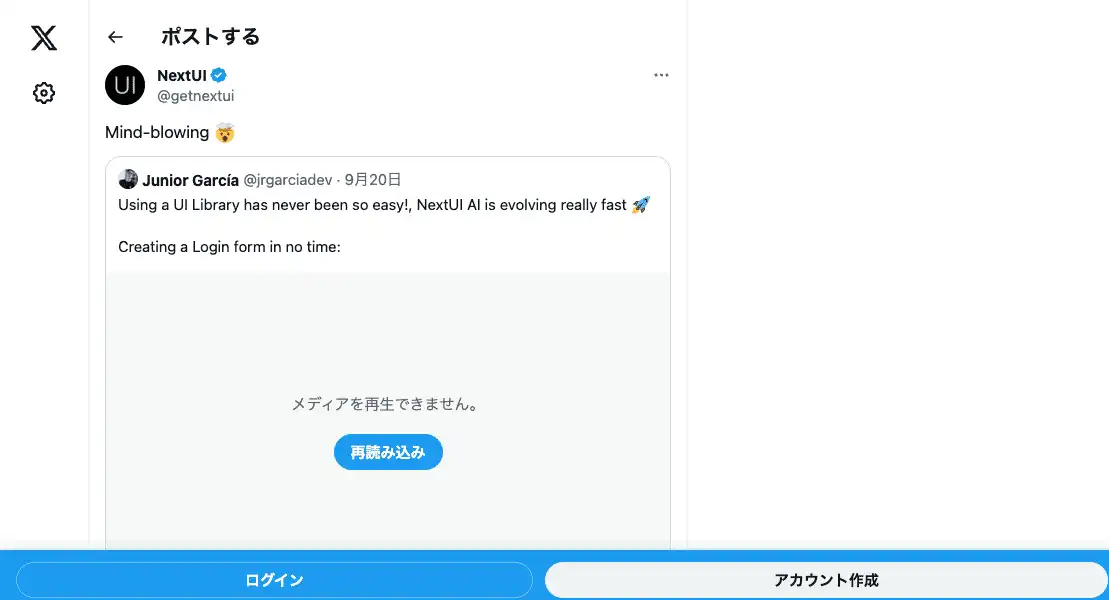 ポストする
UI
NextUI
@getnextui
Mind-blowing 🤯
Junior García @jrgarciadev · 9月20日
Using a UI Library has never been so easy!, NextUI AI is evolving really fast 🚀
Creating a Login form in no time:
メディアを再生できません。
再読み込み
ログイン
アカウント作成